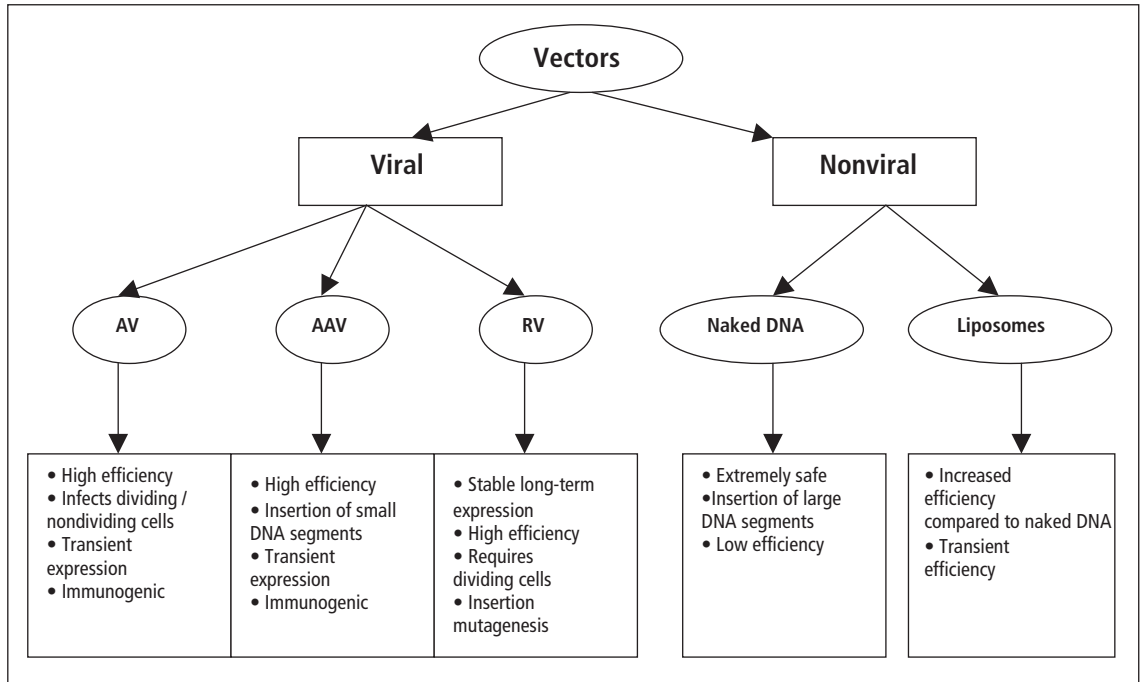 Vectors
Viral
Nonviral
AV
AAV
RV
Naked DNA
Liposomes
• High efficiency
• Infects dividing /
nondividing cells
• Transient
expression
• Immunogenic
• High efficiency
• Insertion of small
DNA segments
• Transient
expression
• Immunogenic
• Stable long-term
expression
• High efficiency
• Requires
dividing cells
• Insertion
mutagenesis
• Extremely safe
•Insertion of large
DNA segments
• Low efficiency
• Increased
efficiency
compared to naked DNA
• Transient
efficiency